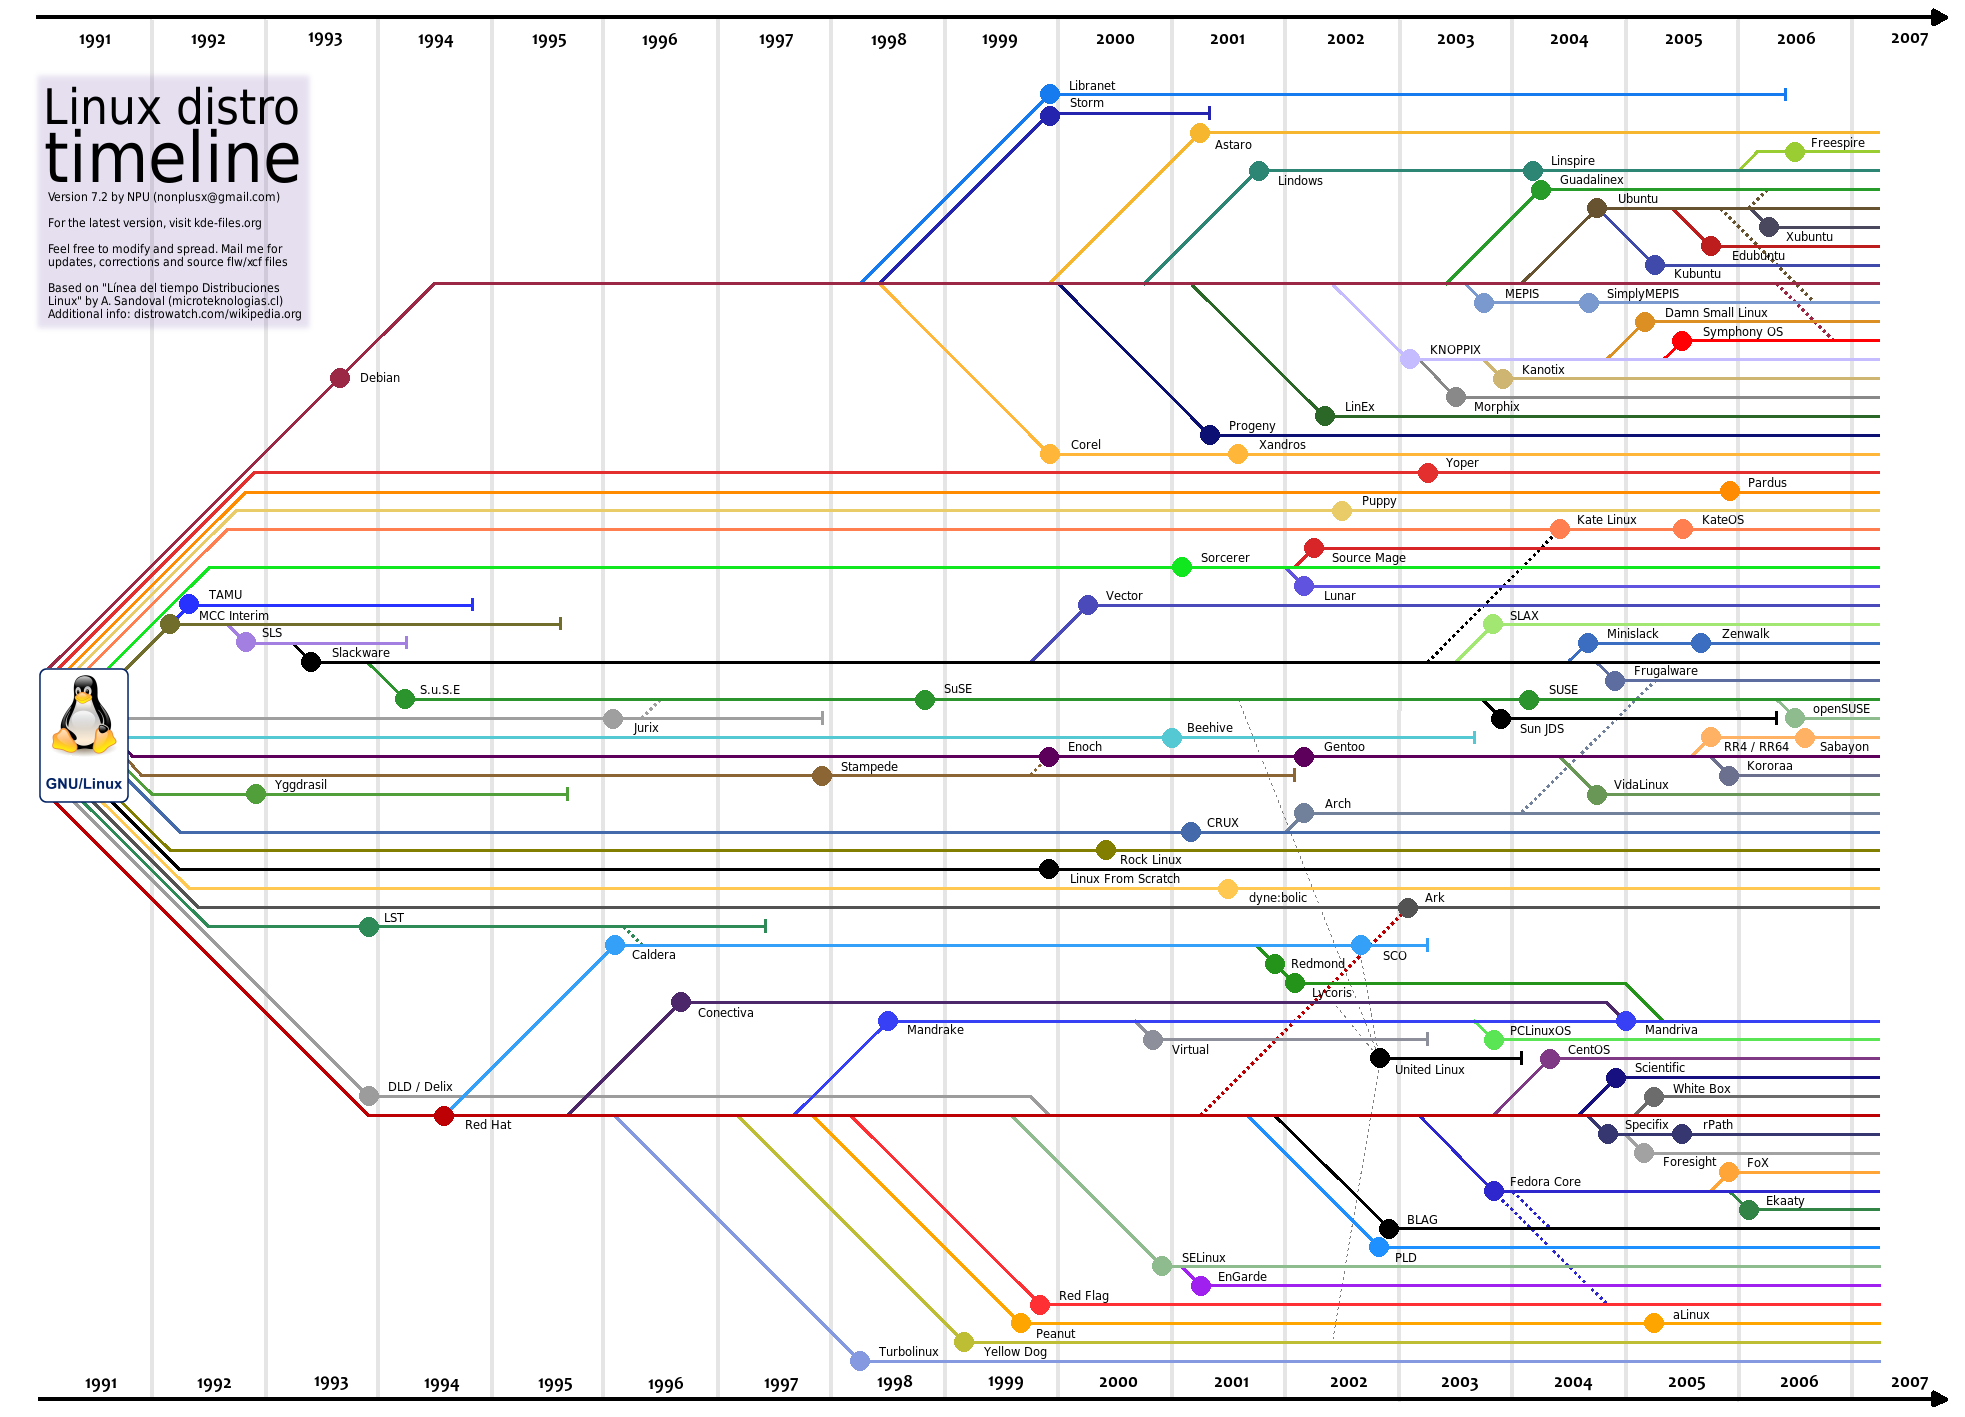 1991 1992 1993 1994 1995 1996 1997 1998 1999 2000 2001 2002 2003 2004 2005 2006 2007
Linux distro
timeline
Version 7.2 by NPU (nonplusx@gmail.com)
For the latest version, visit kde-files.org
Feel free to modify and spread. Mail me for
updates, corrections and source flw/xcf files
Based on "Línea del tiempo Distribuciones
Linux" by A. Sandoval (microteknologias.cl)
Additional info: distrowatch.com/wikipedia.org
Libranet
Storm
Astaro
Freespire
Linspire
Lindows
Guadalinex
Ubuntu
Xubuntu
Edubuntu
Kubuntu
MEPIS
SimplyMEPIS
Damn Small Linux
Symphony OS
KNOPPIX
Kanotix
Debian
Morphix
LinEx
Progeny
Corel
Xandros
Yoper
Pardus
Puppy
Kate Linux
KateOS
Sorcerer
Source Mage
Lunar
TAMU
Vector
MCC Interim
SLAX
SLS
Minislack
Zenwalk
Slackware
Frugalware
S.u.S.E
SuSE
SUSE
openSUSE
Jurix
Beehive
Sun JDS
Enoch
Gentoo
RR4 / RR64
Sabayon
Stampede
Kororaa
GNU/Linux
Yggdrasil
VidaLinux
Arch
CRUX
Rock Linux
Linux From Scratch
dyne:bolic
Ark
LST
Caldera
SCO
Redmond
Lycoris
Conectiva
Mandrake
Mandriva
PCLinuxOS
Virtual
CentOS
United Linux
Scientific
DLD / Delix
White Box
Red Hat
Specifix
rPath
Foresight
FoX
Fedora Core
Ekaaty
BLAG
PLD
SELinux
EnGarde
Red Flag
aLinux
Peanut
Turbolinux
Yellow Dog
1991 1992 1993 1994 1995 1996 1997 1998 1999 2000 2001 2002 2003 2004 2005 2006 2007